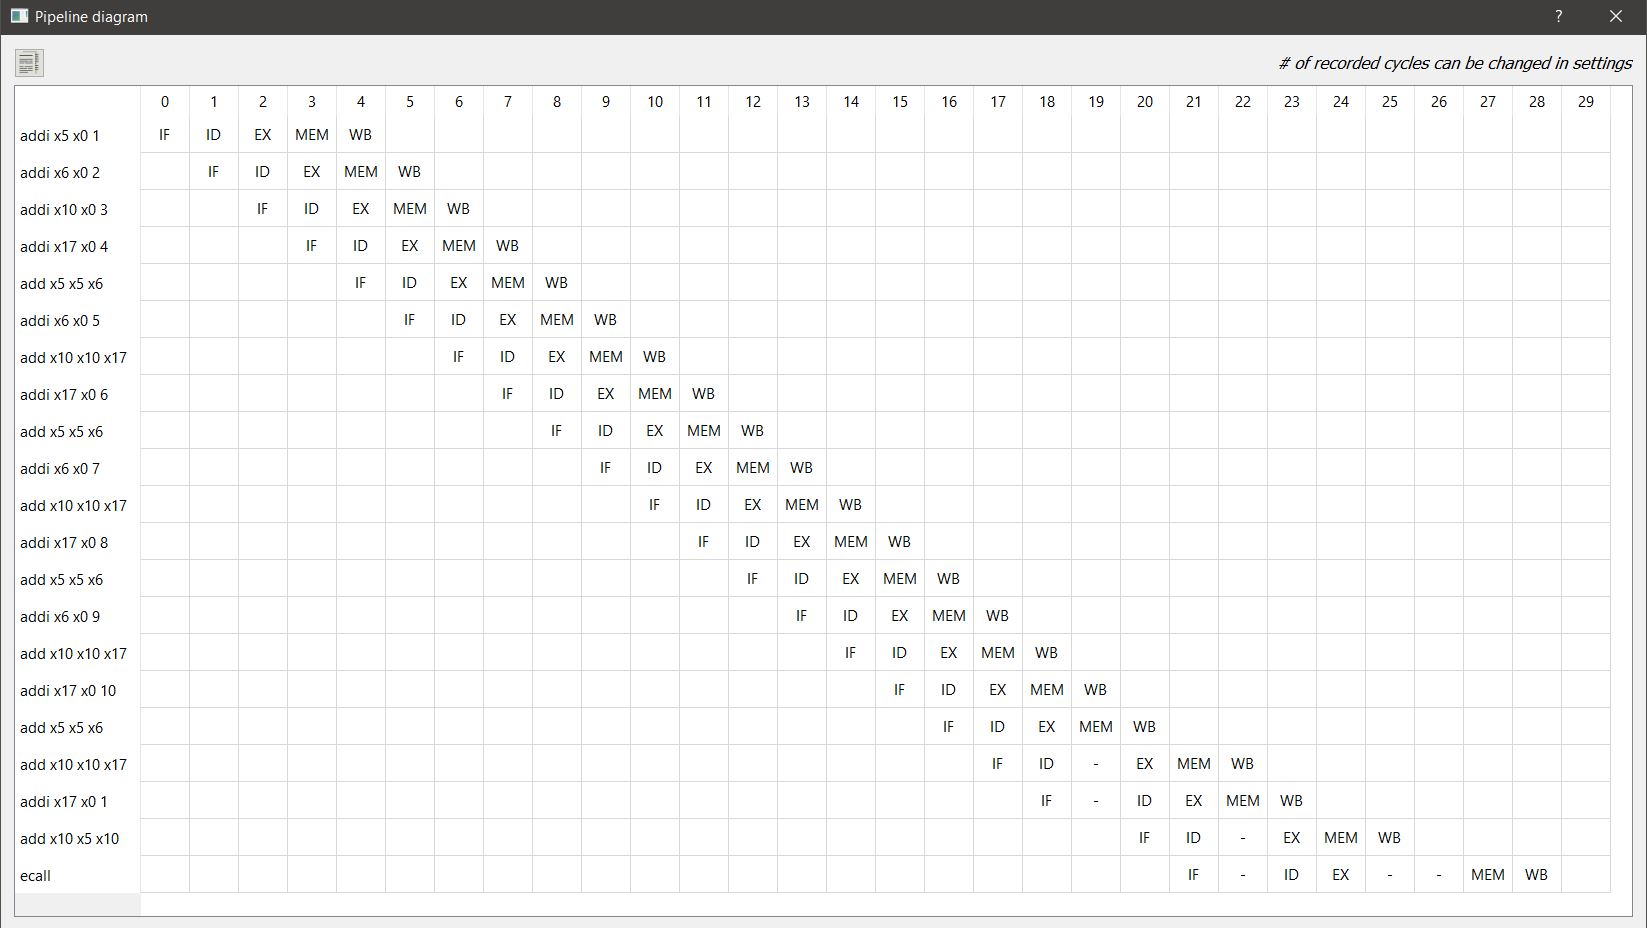 Pipeline diagram ?
# of recorded cycles can be changed in settings
0 1 2 3 4 5 6 7 8 9 10 11 12 13 14 15 16 17 18 19 20 21 22 23 24 25 26 27 28 29
addi x5 x0 1 IF ID EX MEM WB
addi x6 x0 2 IF ID EX MEM WB
addi x10 x0 3 IF ID EX MEM WB
addi x17 x0 4 IF ID EX MEM WB
add x5 x5 x6 IF ID EX MEM WB
addi x6 x0 5 IF ID EX MEM WB
add x10 x10 x17 IF ID EX MEM WB
addi x17 x0 6 IF ID EX MEM WB
add x5 x5 x6 IF ID EX MEM WB
addi x6 x0 7 IF ID EX MEM WB
add x10 x10 x17 IF ID EX MEM WB
addi x17 x0 8 IF ID EX MEM WB
add x5 x5 x6 IF ID EX MEM WB
addi x6 x0 9 IF ID EX MEM WB
add x10 x10 x17 IF ID EX MEM WB
addi x17 x0 10 IF ID EX MEM WB
add x5 x5 x6 IF ID EX MEM WB
add x10 x10 x17 IF ID - EX MEM WB
addi x17 x0 1 IF - ID EX MEM WB
add x10 x5 x10 IF ID - EX MEM WB
ecall IF - ID EX - - MEM WB